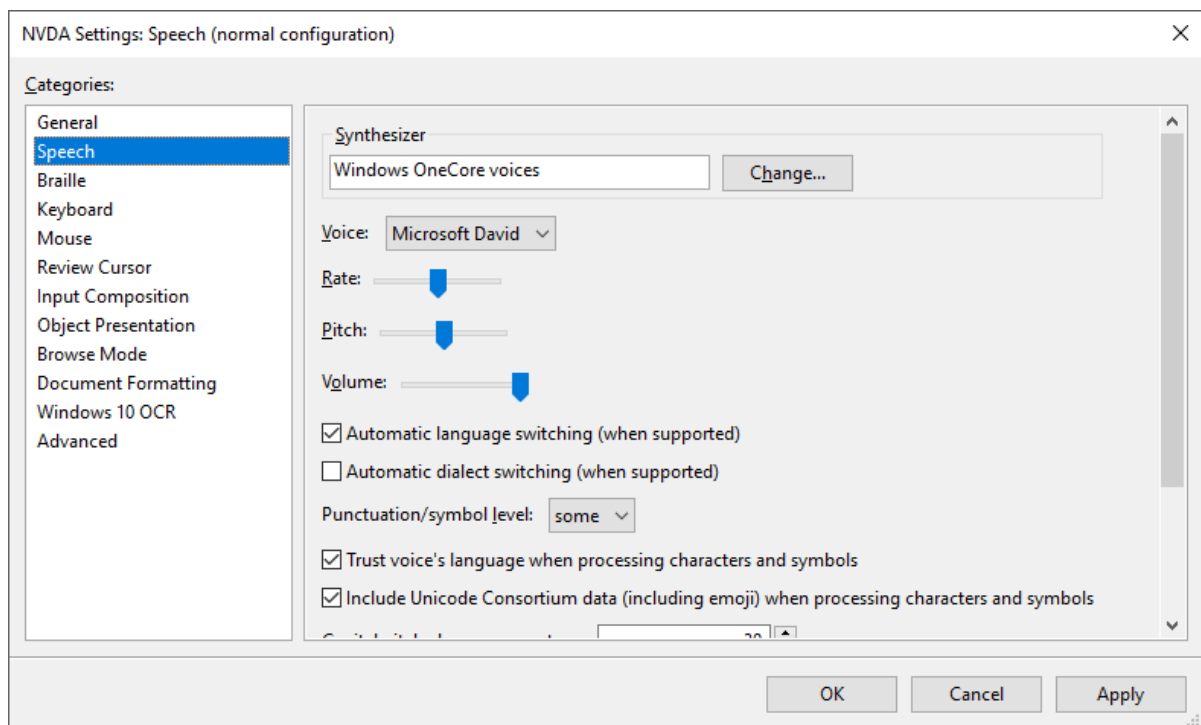 NVDA Settings: Speech (normal configuration)
Categories:
General
Speech
Braille
Keyboard
Mouse
Review Cursor
Input Composition
Object Presentation
Browse Mode
Document Formatting
Windows 10 OCR
Advanced
Synthesizer
Windows OneCore voices
Change...
Voice: Microsoft David
Rate:
Pitch:
Volume:
Automatic language switching (when supported)
Automatic dialect switching (when supported)
Punctuation/symbol level: some
Trust voice's language when processing characters and symbols
Include Unicode Consortium data (including emoji) when processing characters and symbols
OK Cancel Apply